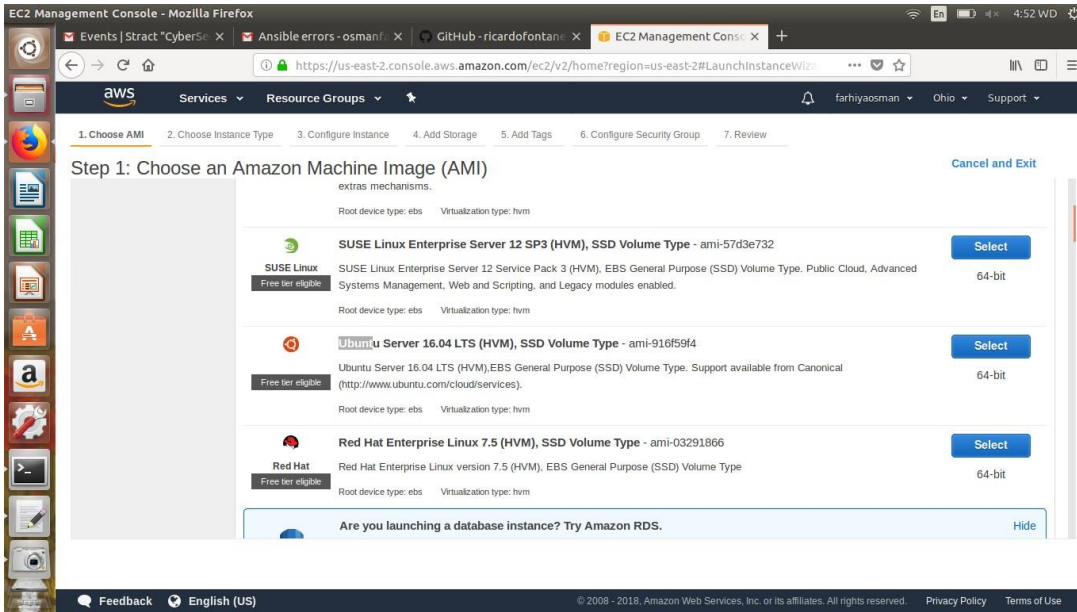 EC2 Management Console - Mozilla Firefox
En
4:52 WD
Events | Stract "CyberSe
Ansible errors - osmanfa
GitHub - ricardofontane
EC2 Management Conso
https://us-east-2.console.aws.amazon.com/ec2/v2/home?region=us-east-2#LaunchInstanceWiza
aws
Services
Resource Groups
farhiyaosman
Ohio
Support
1. Choose AMI
2. Choose Instance Type
3. Configure Instance
4. Add Storage
5. Add Tags
6. Configure Security Group
7. Review
Step 1: Choose an Amazon Machine Image (AMI)
Cancel and Exit
extras mechanisms.
Root device type: ebs Virtualization type: hvm
SUSE Linux
Free tier eligible
SUSE Linux Enterprise Server 12 SP3 (HVM), SSD Volume Type - ami-57d3e732
SUSE Linux Enterprise Server 12 Service Pack 3 (HVM), EBS General Purpose (SSD) Volume Type. Public Cloud, Advanced
Systems Management, Web and Scripting, and Legacy modules enabled.
Root device type: ebs Virtualization type: hvm
Select
64-bit
Free tier eligible
Ubuntu Server 16.04 LTS (HVM), SSD Volume Type - ami-916f59f4
Ubuntu Server 16.04 LTS (HVM),EBS General Purpose (SSD) Volume Type. Support available from Canonical
(http://www.ubuntu.com/cloud/services).
Root device type: ebs Virtualization type: hvm
Select
64-bit
Red Hat
Free tier eligible
Red Hat Enterprise Linux 7.5 (HVM), SSD Volume Type - ami-03291866
Red Hat Enterprise Linux version 7.5 (HVM), EBS General Purpose (SSD) Volume Type
Root device type: ebs Virtualization type: hvm
Select
64-bit
Are you launching a database instance? Try Amazon RDS.
Hide
Feedback
English (US)
© 2008 - 2018, Amazon Web Services, Inc. or its affiliates. All rights reserved.
Privacy Policy
Terms of Use